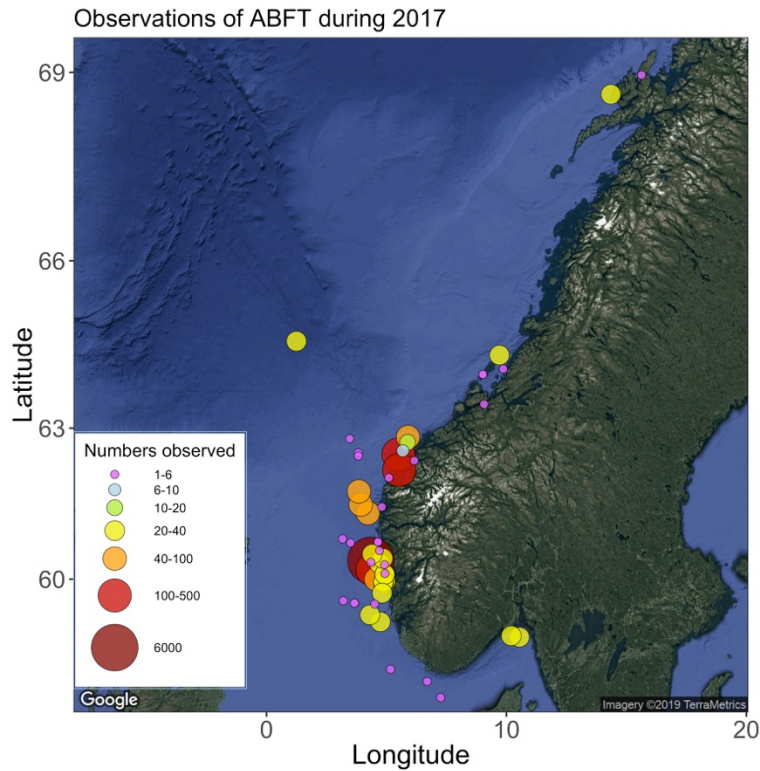 Observations of ABFT during 2017
Latitude
69
66
63
60
Numbers observed
1-6
6-10
10-20
20-40
40-100
100-500
6000
Google
Imagery ©2019 TerraMetrics
0
10
20
Longitude